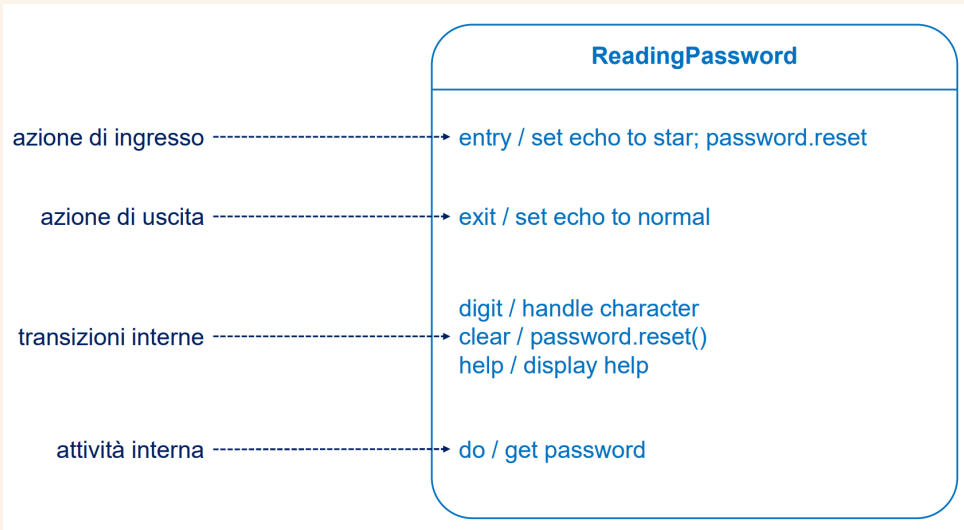 ReadingPassword
azione di ingresso entry / set echo to star; password.reset
azione di uscita exit / set echo to normal
digit / handle character
transizioni interne clear / password.reset()
help / display help
attività interna do / get password